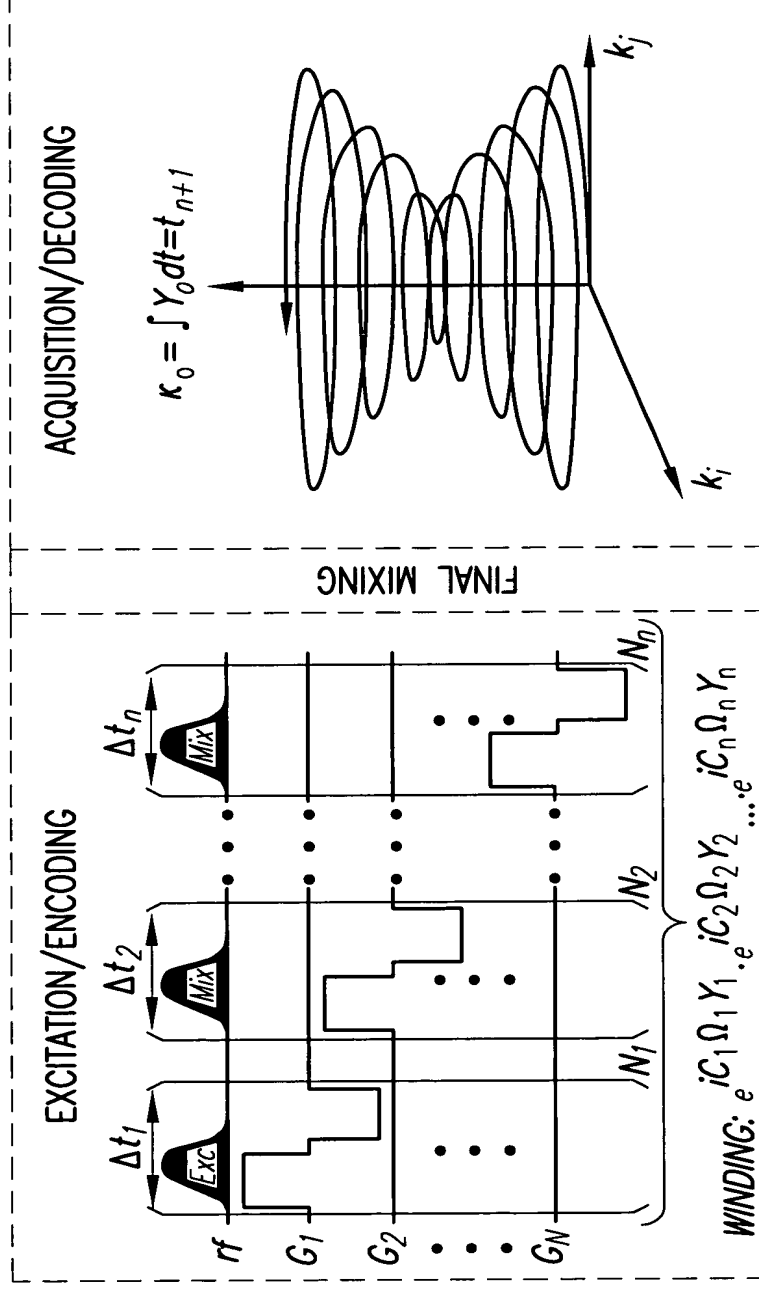 EXCITATION/ENCODING
Δt1 Δt2 Δtn
Exc Mix Mix
rf
G1
G2
GN
N1 N2 Nn
WINDING: e iC1Ω1Y1 · e iC2Ω2Y2 ...· e iCnΩnYn
FINAL MIXING
ACQUISITION/DECODING
κ0 = ∫Y0dt=tn+1
kj
ki